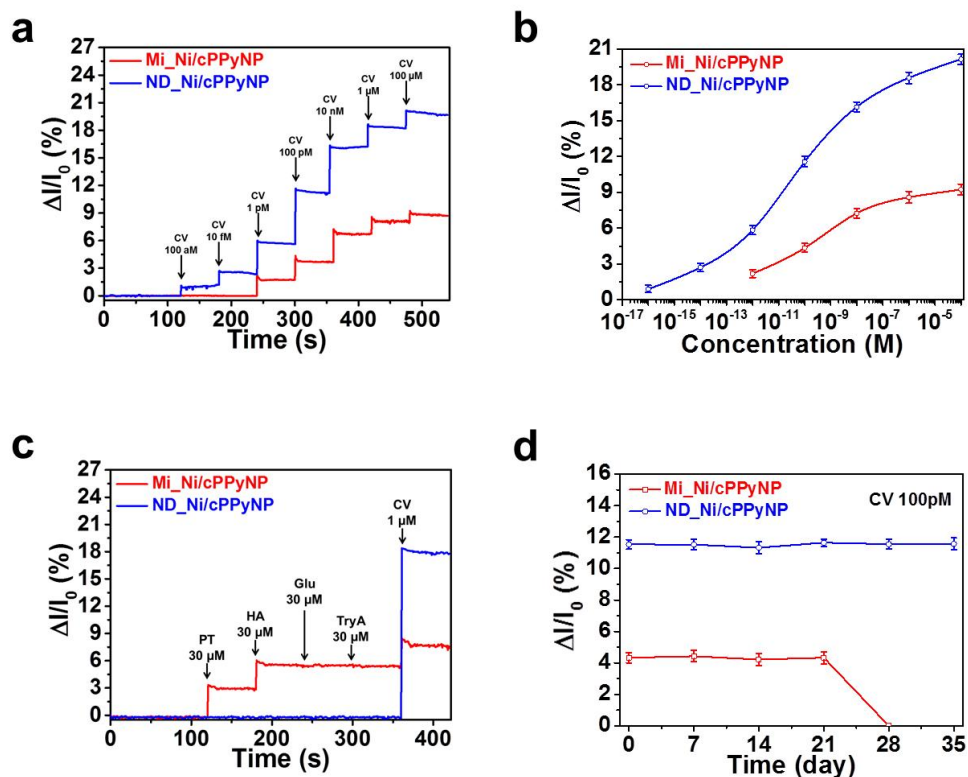 a
ΔI/I0 (%)
27
24
21
18
15
12
9
6
3
0
Mi_Ni/cPPyNP
ND_Ni/cPPyNP
CV
100 aM
CV
10 fM
CV
1 pM
CV
100 pM
CV
10 nM
CV
1 μM
CV
100 μM
0 100 200 300 400 500
Time (s)
b
ΔI/I0 (%)
21
18
15
12
9
6
3
0
Mi_Ni/cPPyNP
ND_Ni/cPPyNP
10-17 10-15 10-13 10-11 10-9 10-7 10-5
Concentration (M)
c
ΔI/I0 (%)
27
24
21
18
15
12
9
6
3
0
Mi_Ni/cPPyNP
ND_Ni/cPPyNP
PT
30 μM
HA
30 μM
Glu
30 μM
TryA
30 μM
CV
1 μM
0 100 200 300 400
Time (s)
d
ΔI/I0 (%)
16
14
12
10
8
6
4
2
0
Mi_Ni/cPPyNP
ND_Ni/cPPyNP
CV 100pM
0 7 14 21 28 35
Time (day)